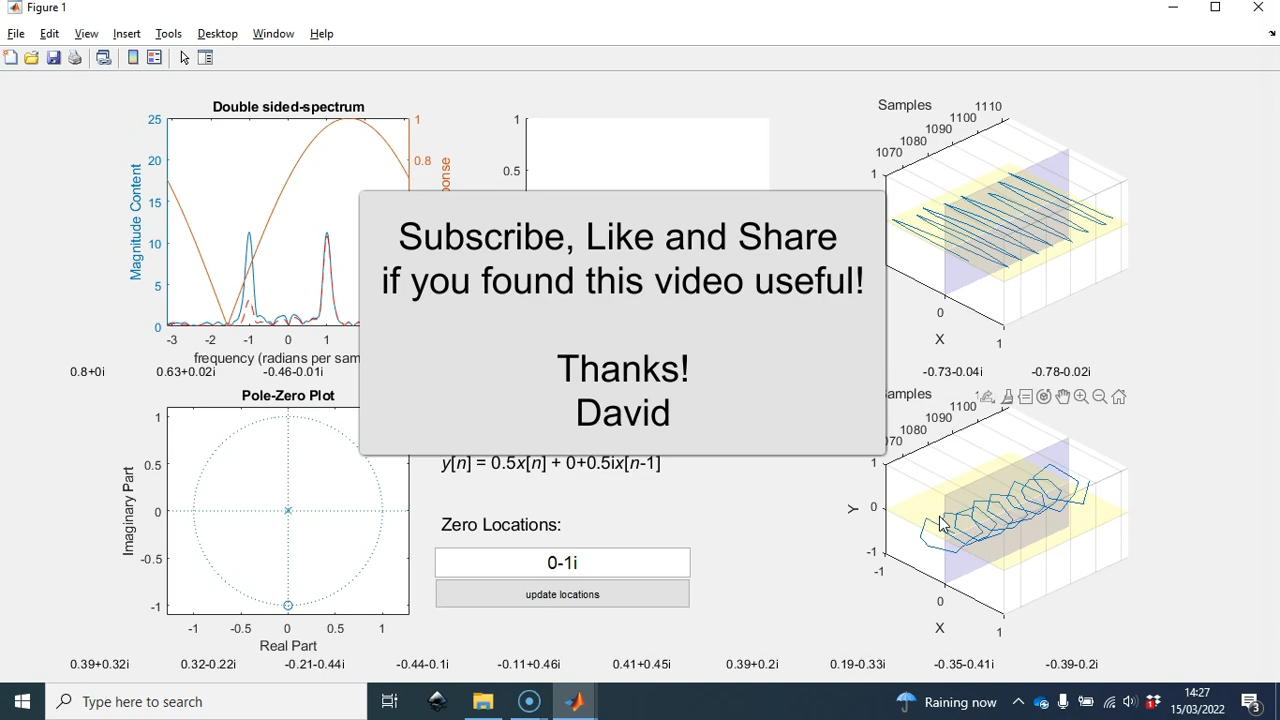 Figure 1
File Edit View Insert Tools Desktop Window Help
Double sided-spectrum
25
20
15
10
5
0
Magnitude Content
1
0.8
-3 -2 -1 0 1
frequency (radians per sam
1
0.5
Samples
1110
1100
1090
1080
1070
1
0
X
1
Subscribe, Like and Share
if you found this video useful!
Thanks!
David
0.8+0i 0.63+0.02i -0.46-0.01i -0.73-0.04i -0.78-0.02i
Pole-Zero Plot
1
0.5
0
-0.5
-1
Imaginary Part
-1 -0.5 0 0.5 1
Real Part
y[n] = 0.5x[n] + 0+0.5ix[n-1]
Zero Locations:
0-1i
update locations
amples
1100
1090
1080
70
1
0
-1
Y
-1
0
1
X
0.39+0.32i 0.32-0.22i -0.21-0.44i -0.44-0.1i -0.11+0.46i 0.41+0.45i 0.39+0.2i 0.19-0.33i -0.35-0.41i -0.39-0.2i
Type here to search
Raining now
14:27
15/03/2022
3